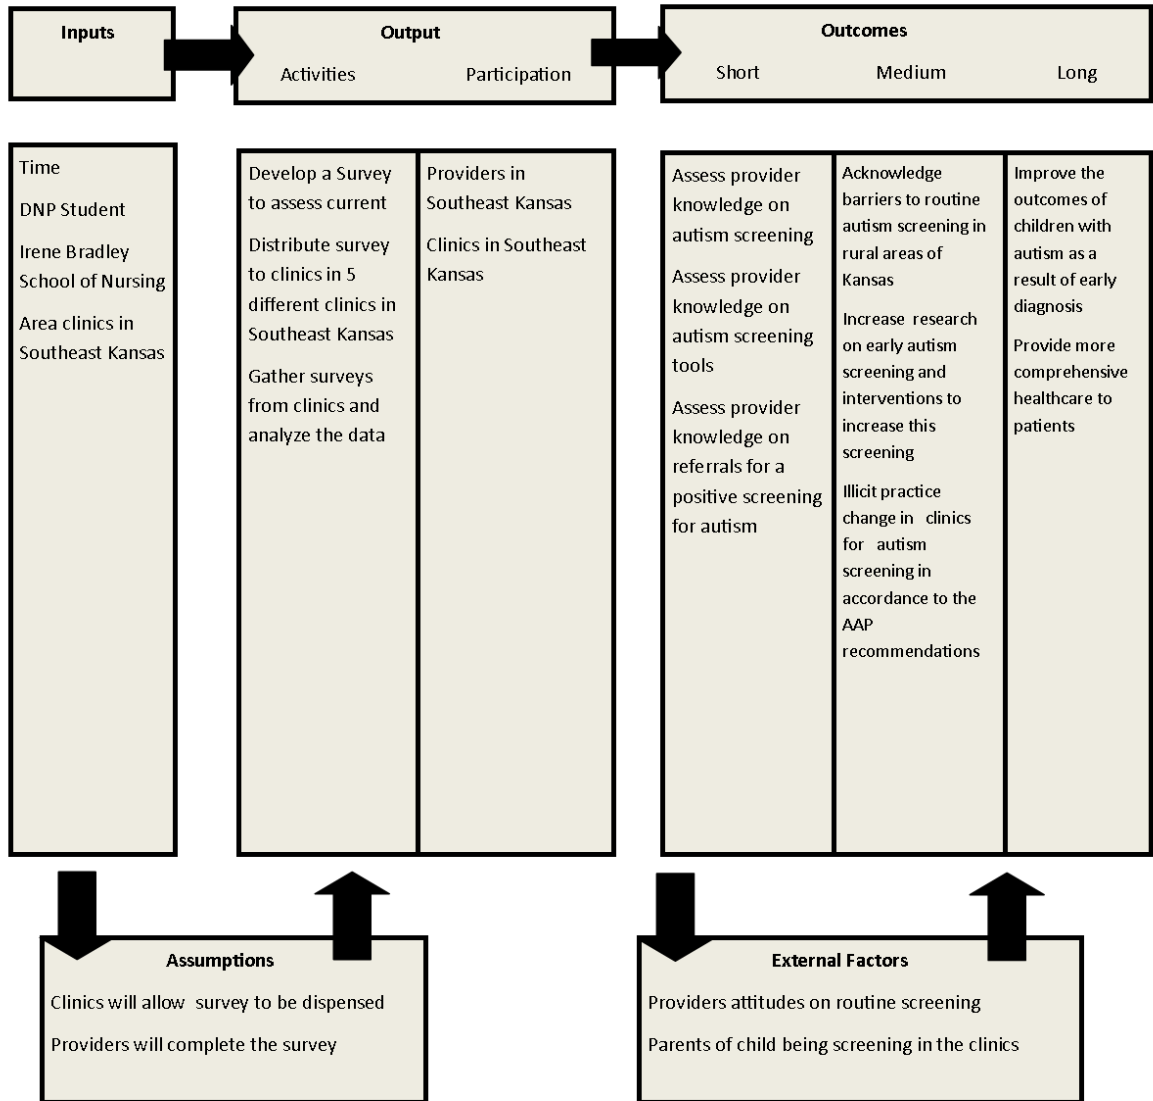 Inputs
Output
Activities Participation
Outcomes
Short Medium Long
Time
DNP Student
Irene Bradley
School of Nursing
Area clinics in
Southeast Kansas
Develop a Survey
to assess current
Distribute survey
to clinics in 5
different clinics in
Southeast Kansas
Gather surveys
from clinics and
analyze the data
Providers in
Southeast Kansas
Clinics in Southeast
Kansas
Assess provider
knowledge on
autism screening
Assess provider
knowledge on
autism screening
tools
Assess provider
knowledge on
referrals for a
positive screening
for autism
Acknowledge
barriers to routine
autism screening in
rural areas of
Kansas
Increase research
on early autism
screening and
interventions to
increase this
screening
Illicit practice
change in clinics
for autism
screening in
accordance to the
AAP
recommendations
Improve the
outcomes of
children with
autism as a
result of early
diagnosis
Provide more
comprehensive
healthcare to
patients
Assumptions
Clinics will allow survey to be dispensed
Providers will complete the survey
External Factors
Providers attitudes on routine screening
Parents of child being screening in the clinics